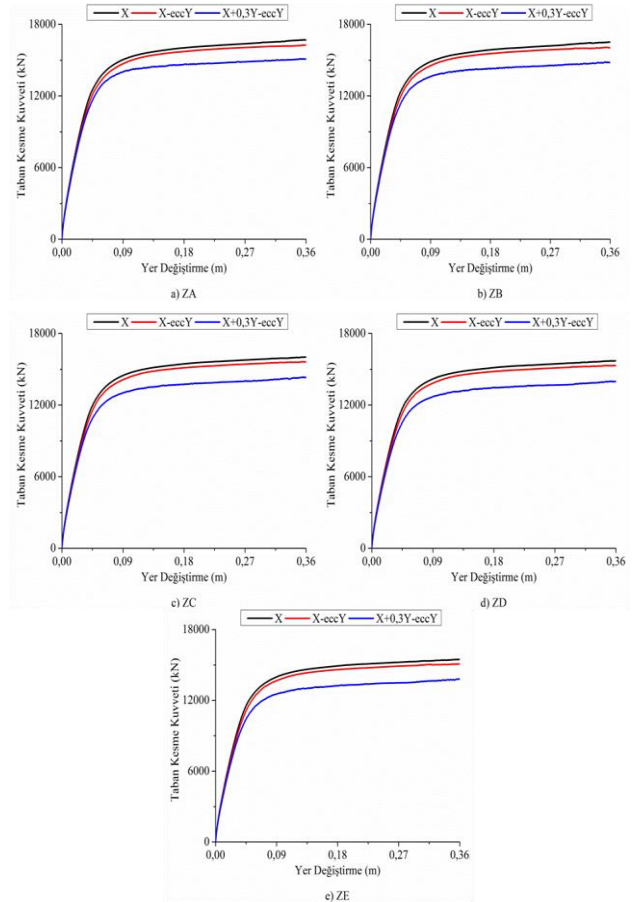 X X-eccY X+0,3Y-eccY
18000
12000
6000
0
Taban Kesme Kuvveti (kN)
0,00 0,09 0,18 0,27 0,36
Yer Değiştirme (m)
a) ZA
X X-eccY X+0,3Y-eccY
18000
12000
6000
0
Taban Kesme Kuvveti (kN)
0,00 0,09 0,18 0,27 0,36
Yer Değiştirme (m)
b) ZB
X X-eccY X+0,3Y-eccY
18000
12000
6000
0
Taban Kesme Kuvveti (kN)
0,00 0,09 0,18 0,27 0,36
Yer Değiştirme (m)
c) ZC
X X-eccY X+0,3Y-eccY
18000
12000
6000
0
Taban Kesme Kuvveti (kN)
0,00 0,09 0,18 0,27 0,36
Yer Değiştirme (m)
d) ZD
X X-eccY X+0,3Y-eccY
18000
12000
6000
0
Taban Kesme Kuvveti (kN)
0,00 0,09 0,18 0,27 0,36
Yer Değiştirme (m)
e) ZE